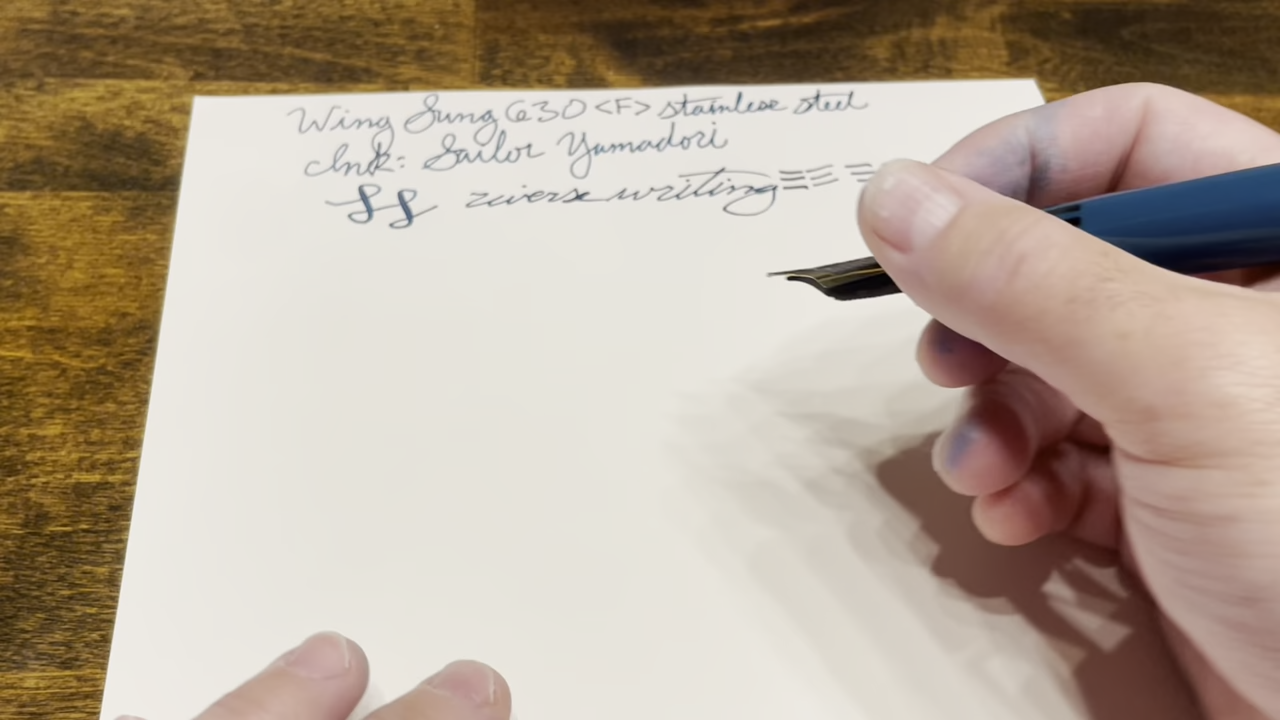 Wing Sung 630 <F> stainless steel
Ink: Sailor Yamadori
reverse writing